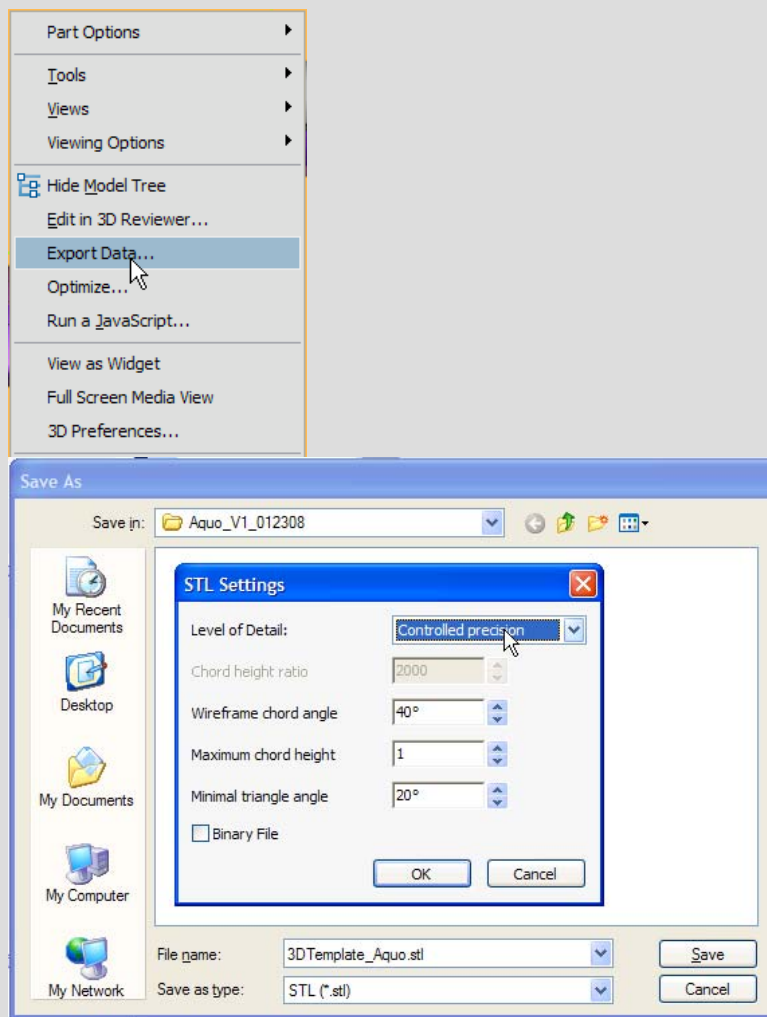 Part Options
Tools
Views
Viewing Options
Hide Model Tree
Edit in 3D Reviewer...
Export Data...
Optimize...
Run a JavaScript...
View as Widget
Full Screen Media View
3D Preferences...
Save As
Save in:
Aquo_V1_012308
My Recent
Documents
Desktop
My Documents
My Computer
My Network
STL Settings
Level of Detail:
Controlled precision
Chord height ratio
2000
Wireframe chord angle
40°
Maximum chord height
1
Minimal triangle angle
20°
Binary File
OK
Cancel
File name:
3DTemplate_Aquo.stl
Save
Save as type:
STL (*.stl)
Cancel